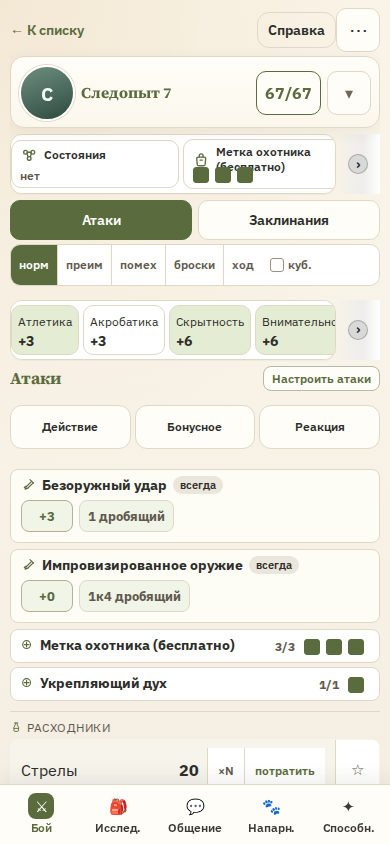 ← К списку
Справка
...
С
Следопыт 7
67/67
▼
Состояния
нет
Метка охотника
(бесплатно)
Атаки
Заклинания
норм преим помех броски ход куб.
Атлетика
+3
Акробатика
+3
Скрытность
+6
Внимательно
+6
Атаки
Настроить атаки
Действие
Бонусное
Реакция
Безоружный удар всегда
+3 1 дробящий
Импровизированное оружие всегда
+0 1к4 дробящий
Метка охотника (бесплатно) 3/3
Укрепляющий дух 1/1
РАСХОДНИКИ
Стрелы 20 ×N потратить
Бой Исслед. Общение Напарн. Способн.